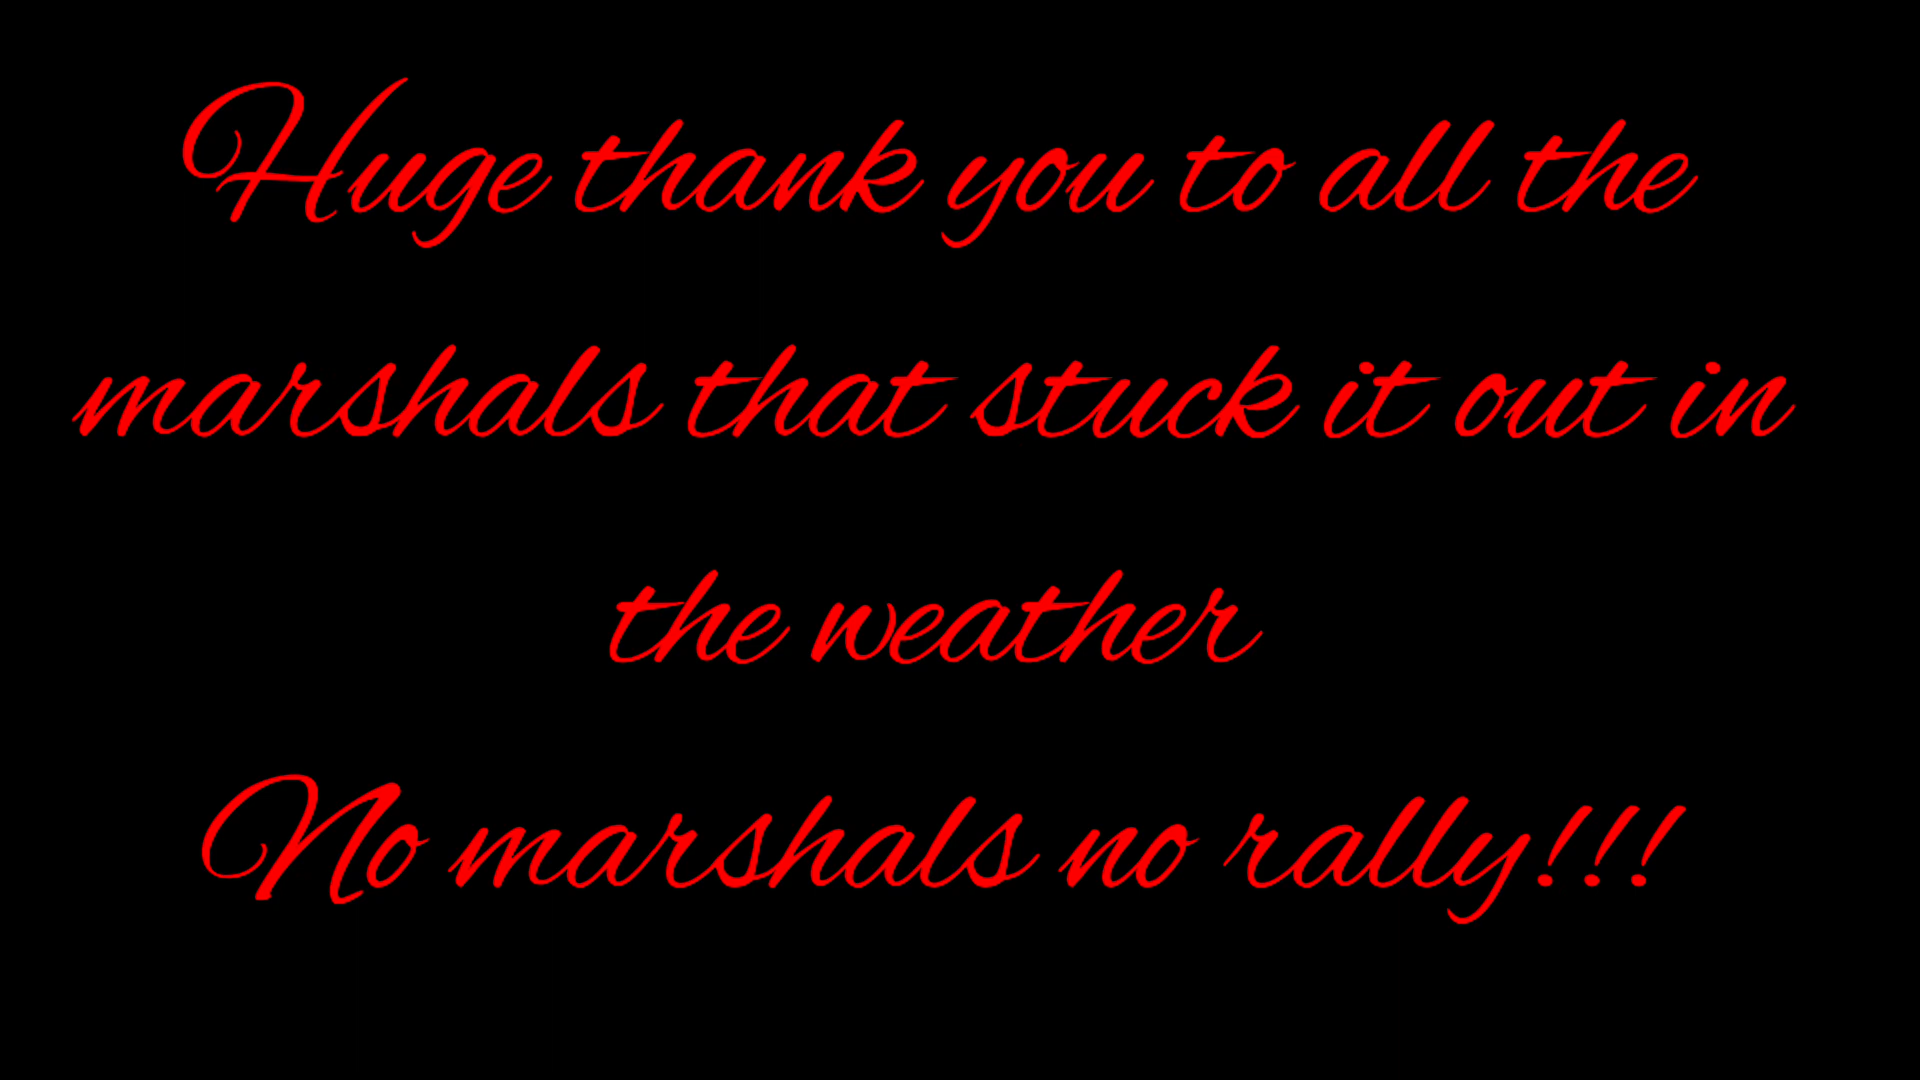 Huge thank you to all the
marshals that stuck it out in
the weather
No marshals no rally!!!